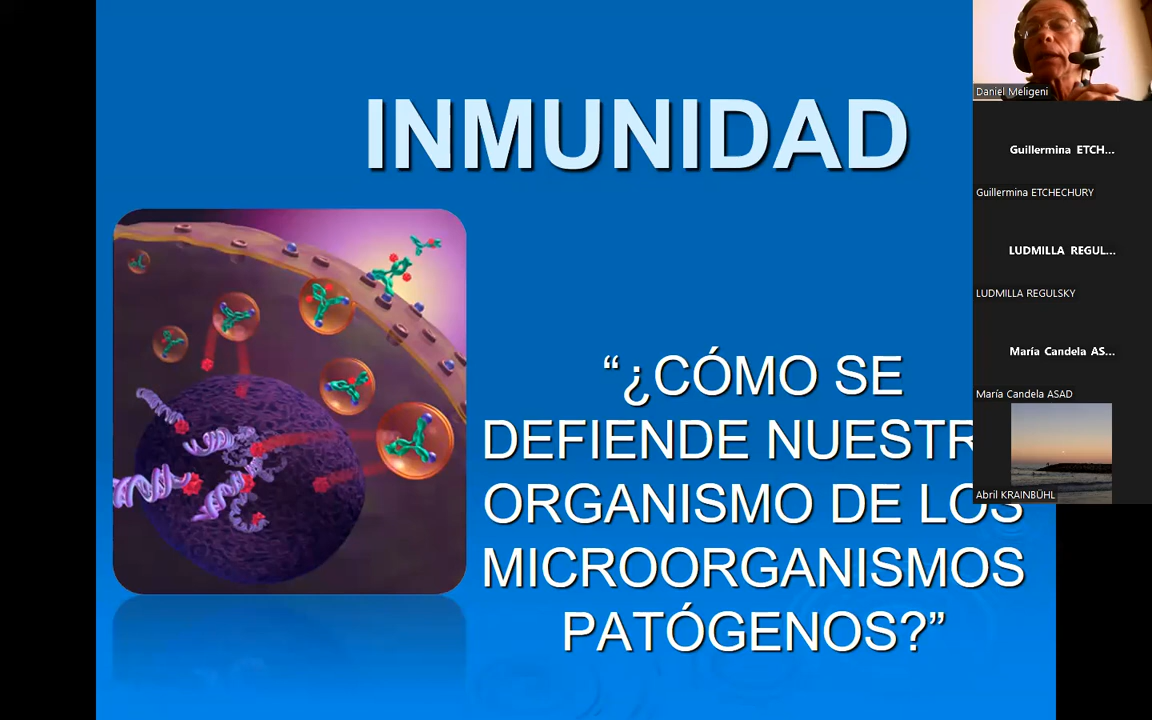 INMUNIDAD
“¿CÓMO SE
DEFIENDE NUESTR
ORGANISMO DE LOS
MICROORGANISMOS
PATÓGENOS?”
Daniel Meligeni
Guillermina ETCH...
Guillermina ETCHECHURY
LUDMILLA REGUL...
LUDMILLA REGULSKY
María Candela AS...
María Candela ASAD
Abril KRAINBÜHL